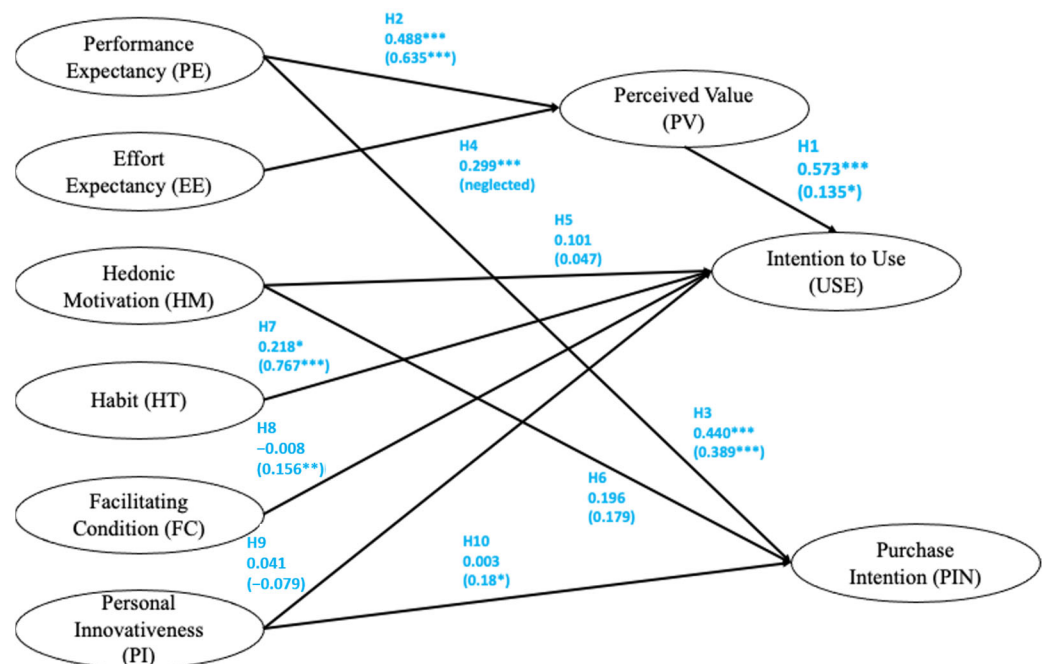 H2
0.488***
(0.635***)
Performance
Expectancy (PE)
Perceived Value
(PV)
Effort
Expectancy (EE)
H4
0.299***
(neglected)
H1
0.573***
(0.135*)
H5
0.101
(0.047)
Hedonic
Motivation (HM)
Intention to Use
(USE)
H7
0.218*
(0.767***)
Habit (HT)
H3
0.440***
(0.389***)
H8
−0.008
(0.156**)
H6
0.196
(0.179)
Facilitating
Condition (FC)
H9
0.041
(−0.079)
H10
0.003
(0.18*)
Purchase
Intention (PIN)
Personal
Innovativeness
(PI)